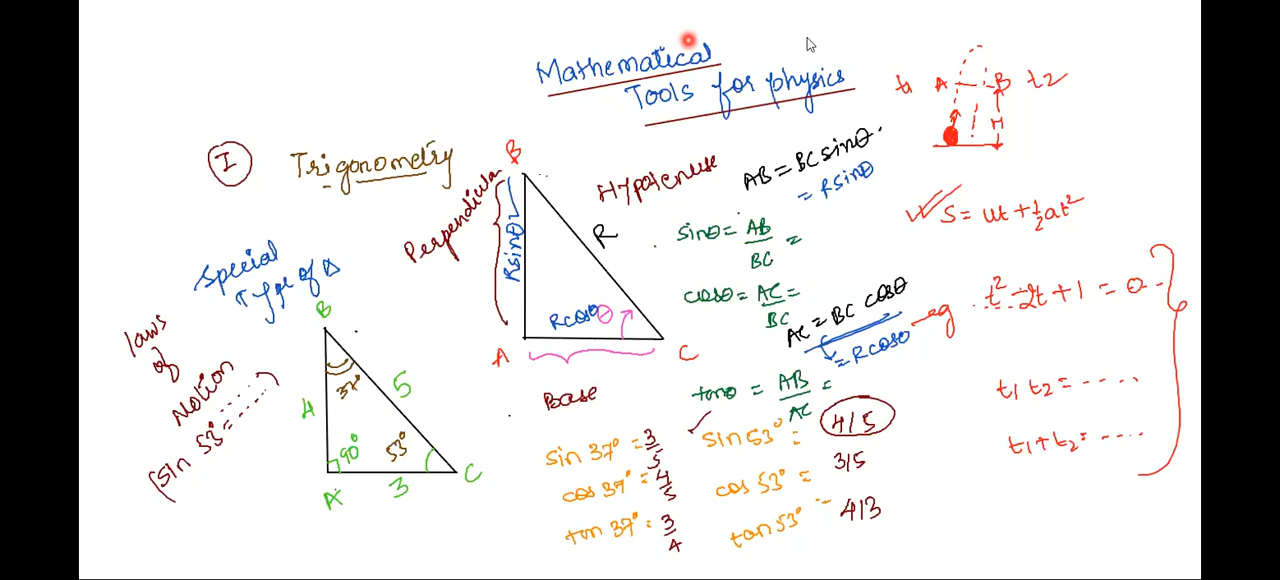 Mathematical
Tools for physics
I
Trigonometry
t1 A B t2
H
B
Perpendicular
Hypotenuse
AB = BC sinθ
= R sinθ
R sinθ
R
sinθ = AB/BC =
S = ut + 1/2 at²
Special
Type of Δ
cosθ = AC/BC =
AC = BC cosθ
= R cosθ
eg t² - 2t + 1 = 0
R cosθ θ
A
C
Base
tanθ = AB/AC =
t1 t2 = ....
t1 + t2 = ....
laws
of
Motion
sin 53° = .....
B
37°
4
5
90°
53°
A
3
C
sin 37° = 3/5
sin 53° = 4/5
cos 37° = 4/5
cos 53° = 3/5
tan 37° = 3/4
tan 53° = 4/3